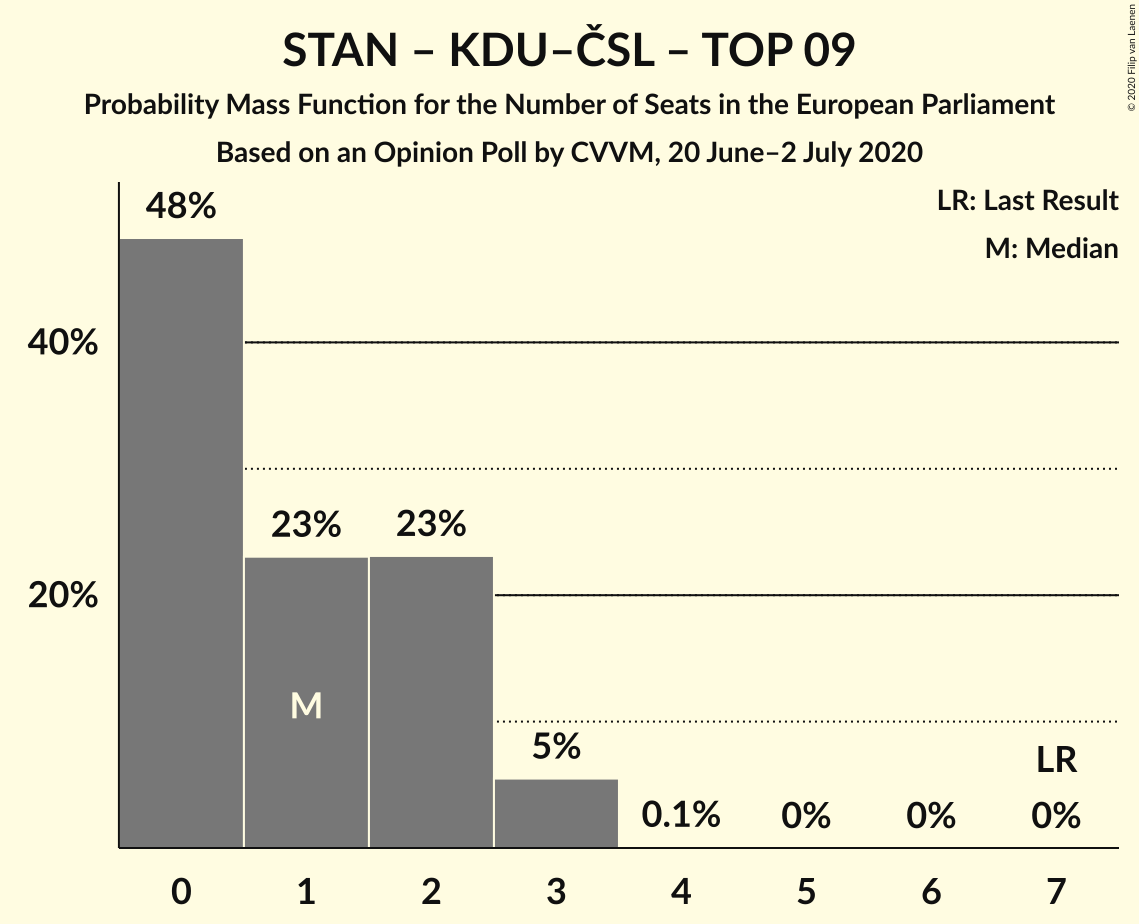 STAN – KDU–ČSL – TOP 09
Probability Mass Function for the Number of Seats in the European Parliament
Based on an Opinion Poll by CVVM, 20 June–2 July 2020
© 2020 Filip van Laenen
LR: Last Result
M: Median
48%
40%
23%
23%
20%
M
5%
LR
0.1%
0%
0%
0%
0
1
2
3
4
5
6
7